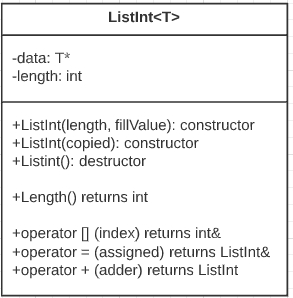 ListInt<T>
-data: T*
-length: int
+ListInt(length, fillValue): constructor
+ListInt(copied): constructor
+Listint(): destructor
+Length() returns int
+operator [] (index) returns int&
+operator = (assigned) returns ListInt&
+operator + (adder) returns ListInt